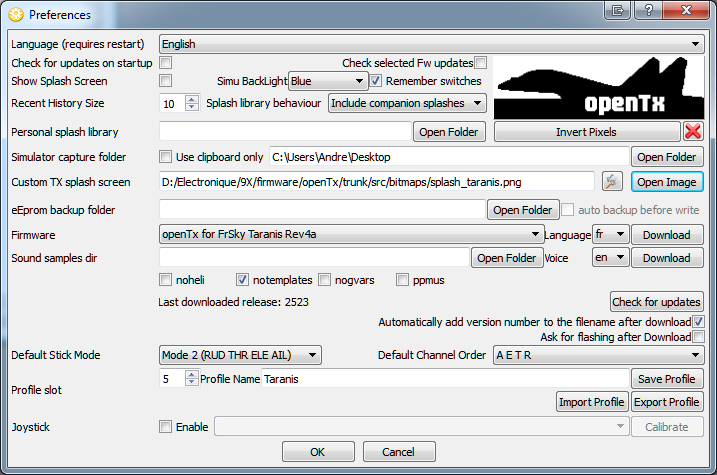 Preferences
Language (requires restart) English
Check for updates on startup Check selected Fw updates
Show Splash Screen Simu BackLight Blue Remember switches
Recent History Size 10 Splash library behaviour Include companion splashes
openTx
Personal splash library Open Folder Invert Pixels
Simulator capture folder Use clipboard only C:\Users\Andre\Desktop Open Folder
Custom TX splash screen D:/Electronique/9X/firmware/openTx/trunk/src/bitmaps/splash_taranis.png Open Image
eEprom backup folder Open Folder auto backup before write
Firmware openTx for FrSky Taranis Rev4a Language fr Download
Sound samples dir Open Folder Voice en Download
noheli notemplates nogvars ppmus
Last downloaded release: 2523 Check for updates
Automatically add version number to the filename after download
Ask for flashing after Download
Default Stick Mode Mode 2 (RUD THR ELE AIL) Default Channel Order A E T R
Profile slot 5 Profile Name Taranis Save Profile
Import Profile Export Profile
Joystick Enable Calibrate
OK Cancel